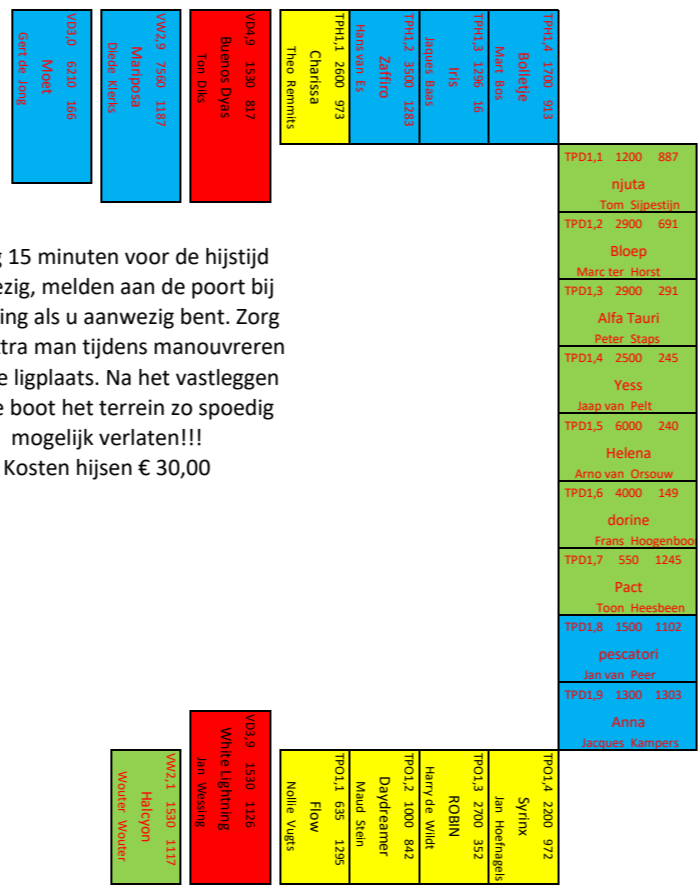 VD3,0 6210 166
Moet
Gert de Jong
VW2,9 7560 1187
Mariposa
Diede Klerks
VD4,9 1530 817
Buenos Dyas
Ton Diks
TPH1,1 2600 973
Charissa
Theo Remmits
TPH1,2 3500 1283
Zaffiro
Hans van Es
TPH1,3 1296 16
Iris
Jaques Baas
TPH1,4 1700 913
Bolletje
Mart Bos
TPD1,1 1200 887
njuta
Tom Sijpestijn
TPD1,2 2900 691
Bloep
Marc ter Horst
TPD1,3 2900 291
Alfa Tauri
Peter Staps
TPD1,4 2500 245
Yess
Jaap van Pelt
TPD1,5 6000 240
Helena
Arno van Orsouw
TPD1,6 4000 149
dorine
Frans Hoogenboo
TPD1,7 550 1245
Pact
Toon Heesbeen
TPD1,8 1500 1102
pescatori
Jan van Peer
TPD1,9 1300 1303
Anna
Jacques Kampers
15 minuten voor de hijstijd
ezig, melden aan de poort bij
ing als u aanwezig bent. Zorg
tra man tijdens manouvreren
e ligplaats. Na het vastleggen
e boot het terrein zo spoedig
mogelijk verlaten!!!
Kosten hijsen € 30,00
VW2,1 1530 1117
Halcyon
Wouter Wouter
VD3,9 1530 1126
White Lightning
Jan Wessing
TPO1,1 635 1295
Flow
Nollie Vugts
TPO1,2 1000 842
Daydreamer
Maud Stein
TPO1,3 2700 352
ROBIN
Harry de Wildt
TPO1,4 2200 972
Syrinx
Jan Hoefnagels